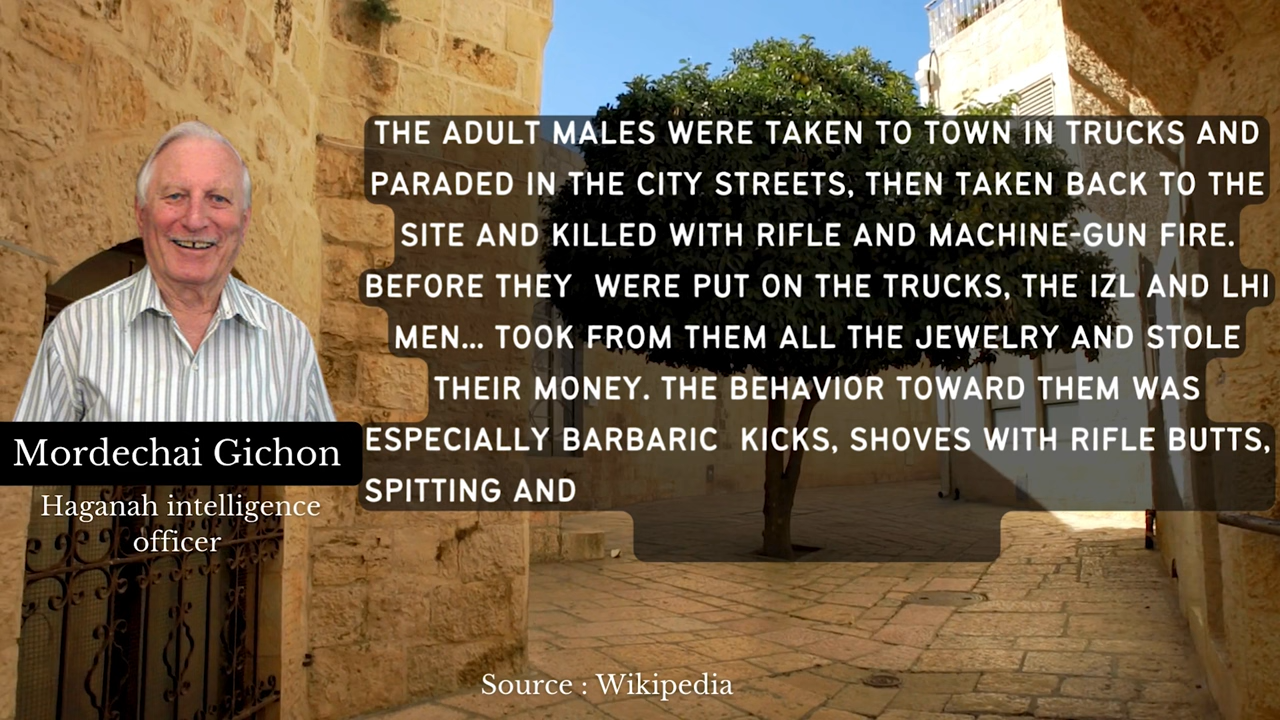 THE ADULT MALES WERE TAKEN TO TOWN IN TRUCKS AND
PARADED IN THE CITY STREETS, THEN TAKEN BACK TO THE
SITE AND KILLED WITH RIFLE AND MACHINE-GUN FIRE.
BEFORE THEY WERE PUT ON THE TRUCKS, THE IZL AND LHI
MEN... TOOK FROM THEM ALL THE JEWELRY AND STOLE
THEIR MONEY. THE BEHAVIOR TOWARD THEM WAS
ESPECIALLY BARBARIC KICKS, SHOVES WITH RIFLE BUTTS,
SPITTING AND
Mordechai Gichon
Haganah intelligence
officer
Source : Wikipedia